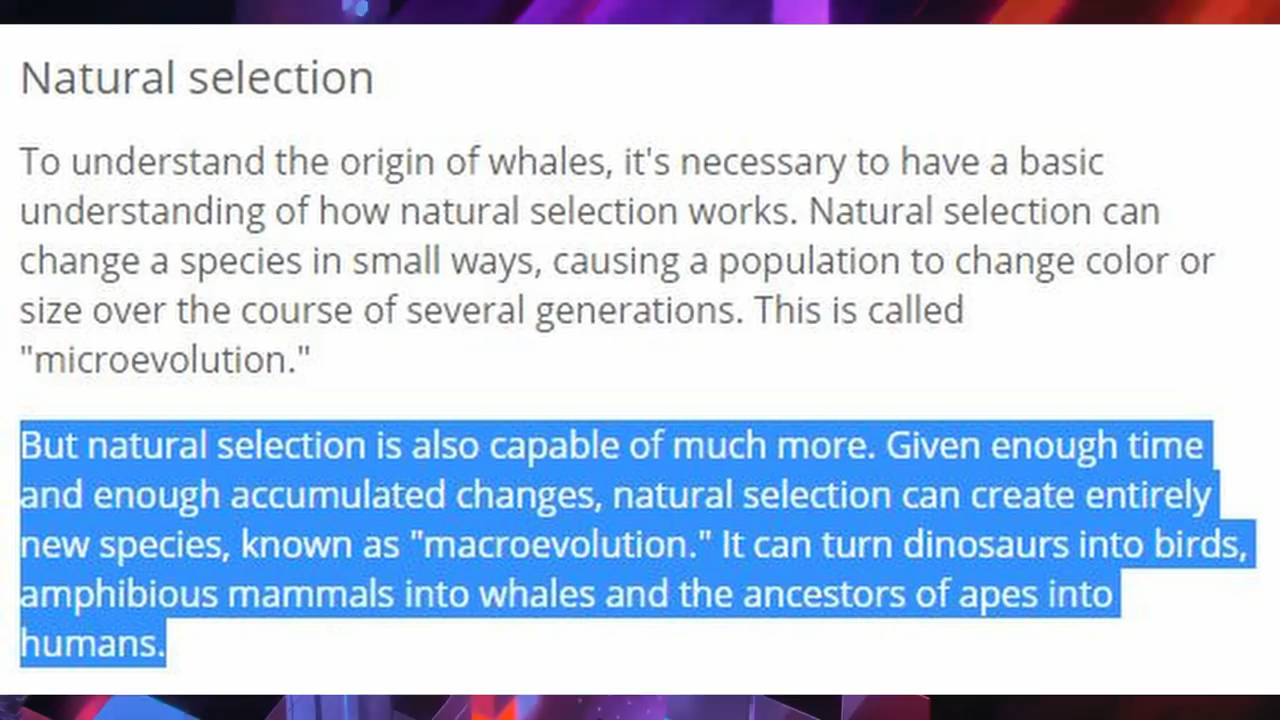 Natural selection
To understand the origin of whales, it's necessary to have a basic
understanding of how natural selection works. Natural selection can
change a species in small ways, causing a population to change color or
size over the course of several generations. This is called
"microevolution."
But natural selection is also capable of much more. Given enough time
and enough accumulated changes, natural selection can create entirely
new species, known as "macroevolution." It can turn dinosaurs into birds,
amphibious mammals into whales and the ancestors of apes into
humans.